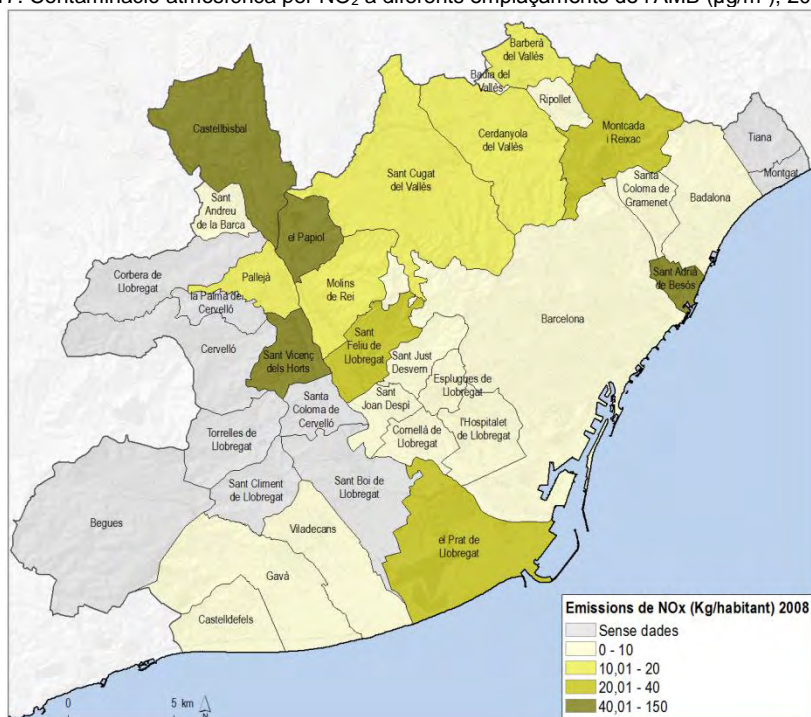 7. Contaminació atmosfèrica per NO₂ a diferents emplaçaments de l'AMB (µg/m³), 20
Barberà
del Vallès
Badia del
Vallès
Ripollet
Castellbisbal
Cerdanyola
del Vallès
Montcada
i Reixac
Tiana
Montgat
Sant Cugat
del Vallès
Santa
Coloma de
Gramenet
Badalona
Sant
Andreu
de la Barca
el Papiol
Corbera de
Llobregat
Pallejà
Molins
de Rei
Sant Adrià
de Besòs
la Palma de
Cervelló
Barcelona
Cervelló
Sant Vicenç
dels Horts
Sant
Feliu de
Llobregat
Sant Just
Desvern
Esplugues de
Llobregat
Santa
Coloma de
Cervelló
Sant
Joan Despí
Cornellà de
Llobregat
l'Hospitalet
de Llobregat
Torrelles de
Llobregat
Sant Climent
de Llobregat
Sant Boi de
Llobregat
Begues
Viladecans
el Prat de
Llobregat
Gavà
Castelldefels
Emissions de NOx (Kg/habitant) 2008
Sense dades
0 - 10
10,01 - 20
20,01 - 40
40,01 - 150
0 5 km
N